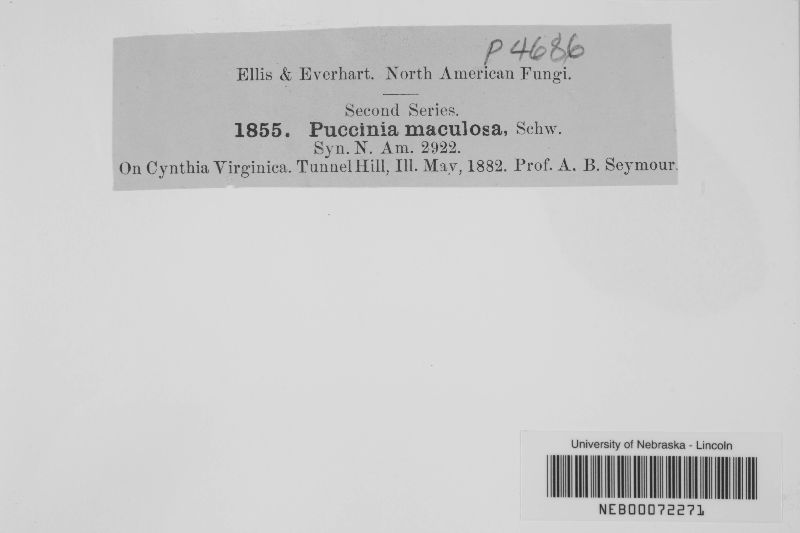 P4686
Ellis & Everhart. North American Fungi.
Second Series.
1855. Puccinia maculosa, Schw.
Syn. N. Am. 2922.
On Cynthia Virginica. Tunnel Hill, Ill. May, 1882. Prof. A. B. Seymour.
University of Nebraska - Lincoln
NEB00072271